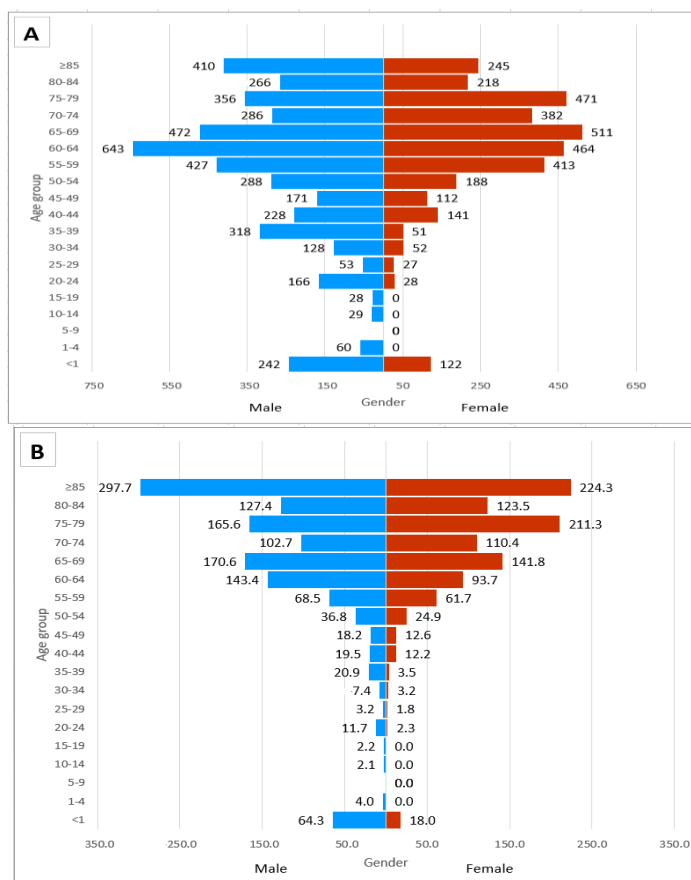 A
≥85 410 245
80-84 266 218
75-79 356 471
70-74 286 382
65-69 472 511
60-64 643 464
55-59 427 413
50-54 288 188
45-49 171 112
40-44 228 141
35-39 318 51
30-34 128 52
25-29 53 27
20-24 166 28
15-19 28 0
10-14 29 0
5-9 0
1-4 60 0
<1 242 122
Age group
750 550 350 150 50 250 450 650
Male Gender Female
B
≥85 297.7 224.3
80-84 127.4 123.5
75-79 165.6 211.3
70-74 102.7 110.4
65-69 170.6 141.8
60-64 143.4 93.7
55-59 68.5 61.7
50-54 36.8 24.9
45-49 18.2 12.6
40-44 19.5 12.2
35-39 20.9 3.5
30-34 7.4 3.2
25-29 3.2 1.8
20-24 11.7 2.3
15-19 2.2 0.0
10-14 2.1 0.0
5-9 0.0
1-4 4.0 0.0
<1 64.3 18.0
Age group
350.0 250.0 150.0 50.0 50.0 150.0 250.0 350.0
Male Gender Female